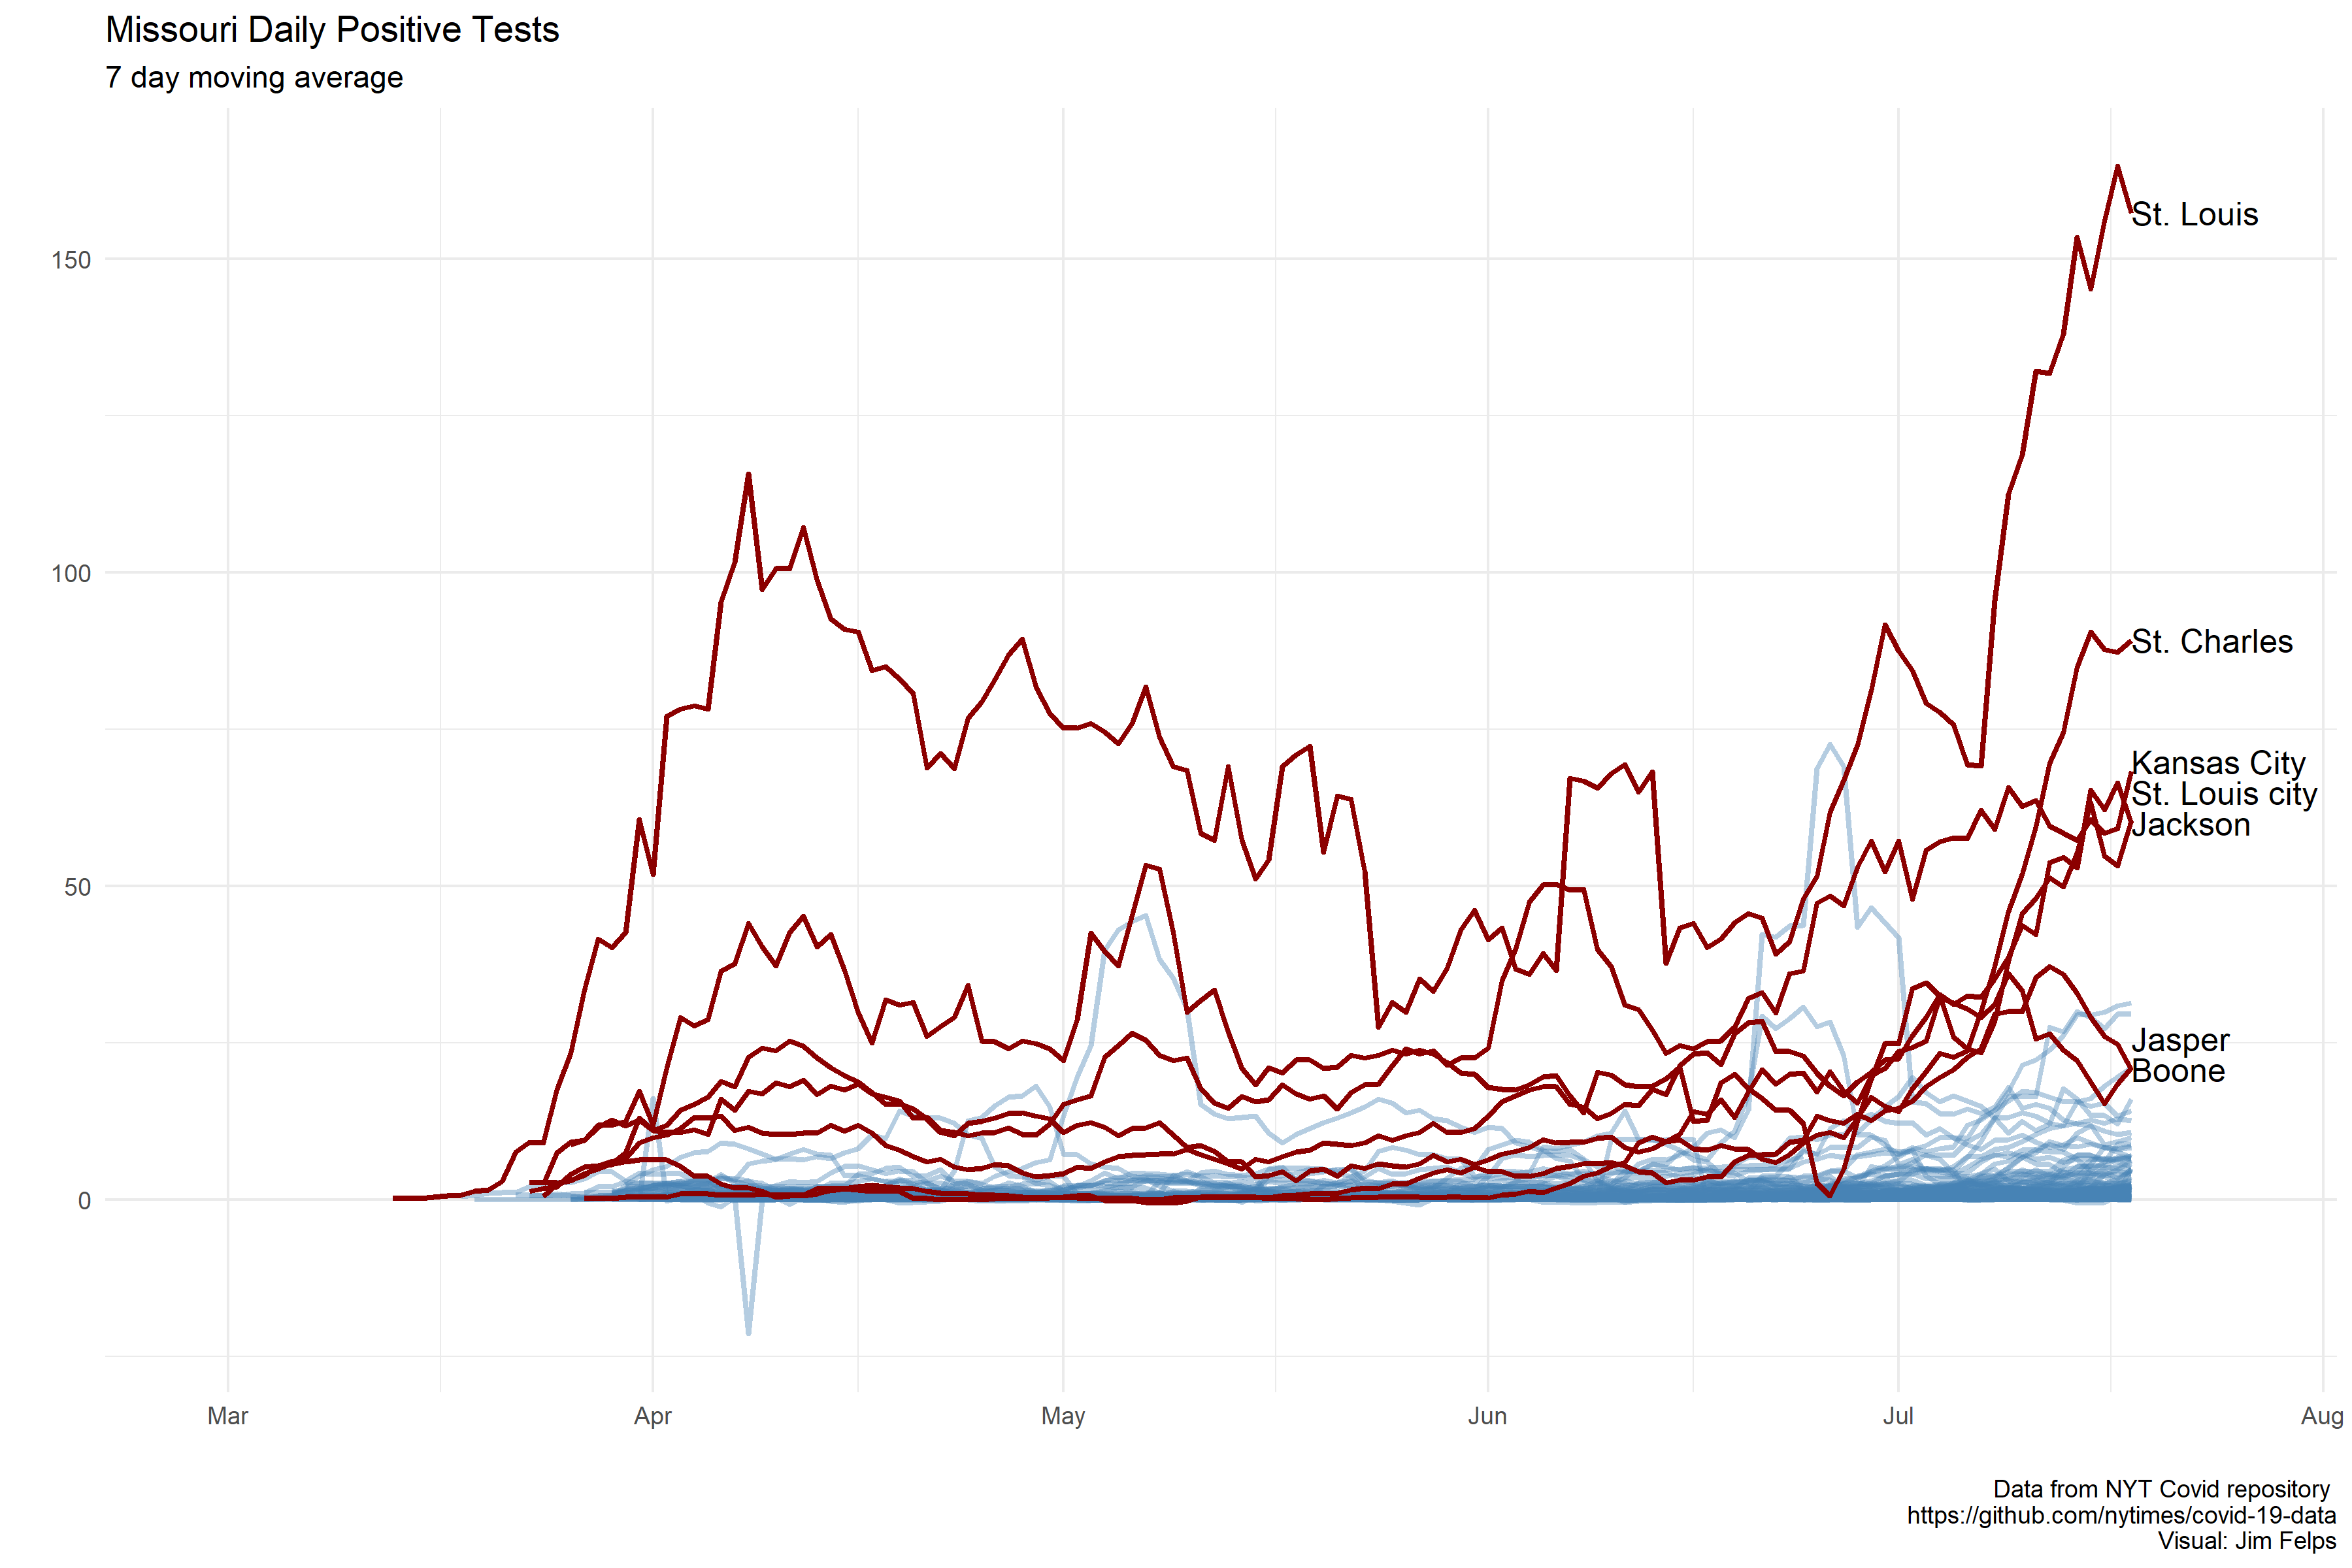 Missouri Daily Positive Tests
7 day moving average
St. Louis
150
100
St. Charles
Kansas City
St. Louis city
Jackson
50
Jasper
Boone
0
Mar Apr May Jun Jul Aug
Data from NYT Covid repository
https://github.com/nytimes/covid-19-data
Visual: Jim Felps